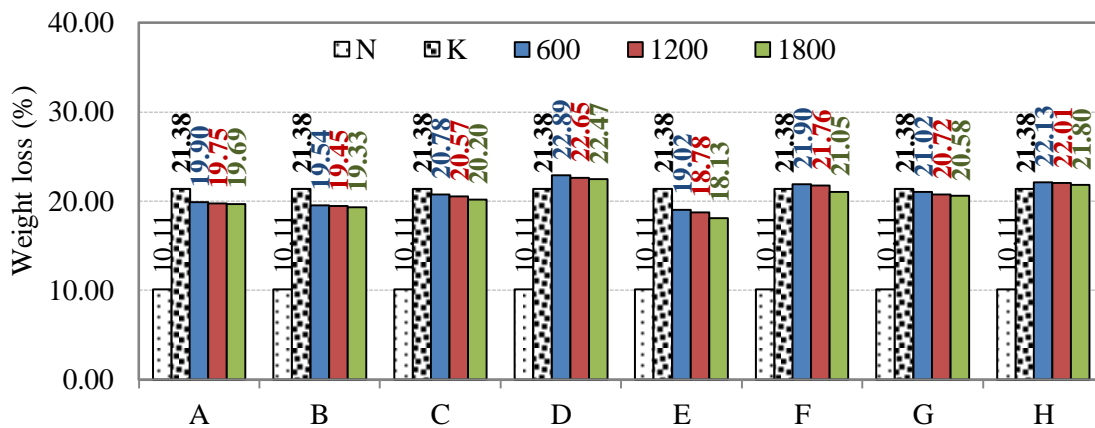 40.00
N K 600 1200 1800
30.00
20.00
10.00
0.00
Weight loss (%)
10.11 21.38 19.90 19.75 19.69
10.11 21.38 19.54 19.45 19.33
10.11 21.38 20.78 20.57 20.20
10.11 21.38 22.89 22.65 22.47
10.11 21.38 19.02 18.78 18.13
10.11 21.38 21.90 21.76 21.05
10.11 21.38 21.02 20.72 20.58
10.11 21.38 22.13 22.01 21.80
A B C D E F G H